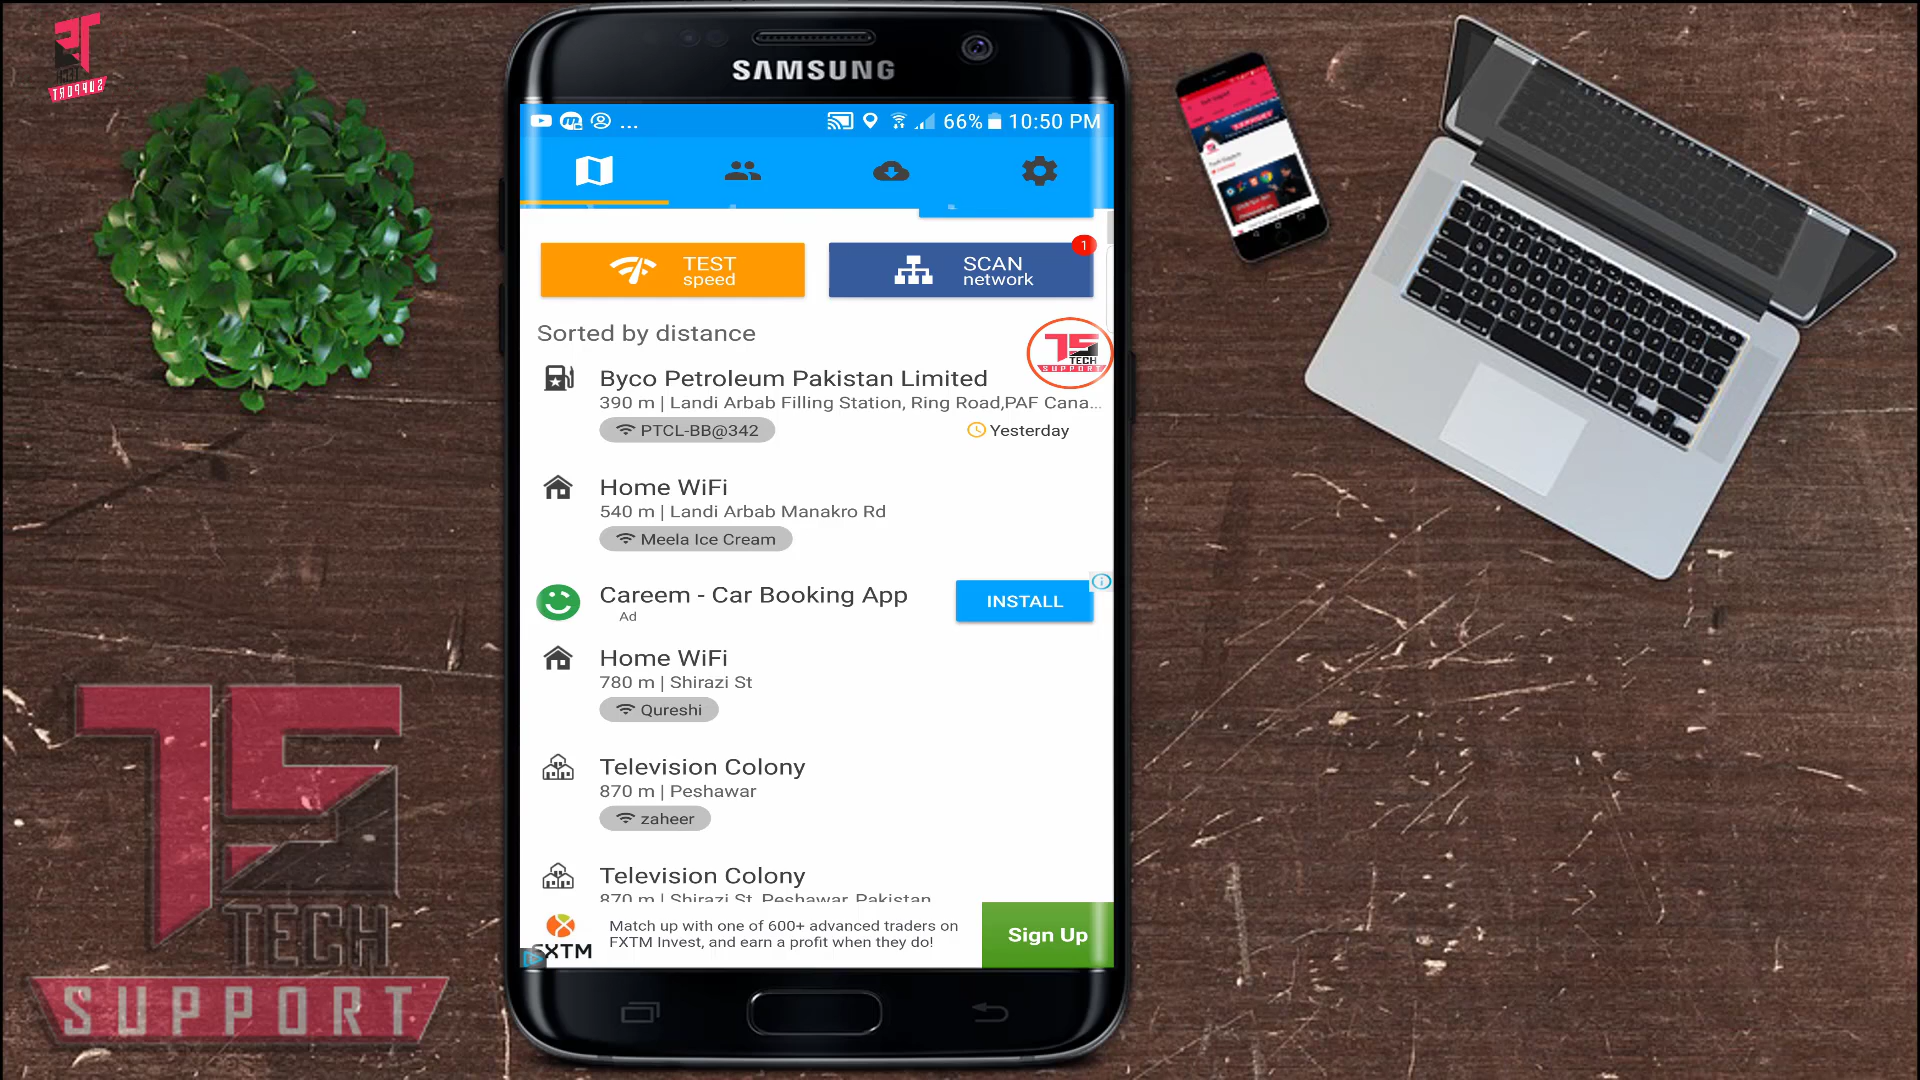 SAMSUNG
... 66% 10:50 PM
TEST
speed
SCAN
network
1
Sorted by distance
TECH
SUPPORT
Byco Petroleum Pakistan Limited
390 m | Landi Arbab Filling Station, Ring Road,PAF Cana...
PTCL-BB@342
Yesterday
Home WiFi
540 m | Landi Arbab Manakro Rd
Meela Ice Cream
Careem - Car Booking App
Ad
INSTALL
Home WiFi
780 m | Shirazi St
Qureshi
Television Colony
870 m | Peshawar
zaheer
Television Colony
870 m | Shirazi St, Peshawar, Pakistan
FXTM
Match up with one of 600+ advanced traders on
FXTM Invest, and earn a profit when they do!
Sign Up
TS
TECH
SUPPORT